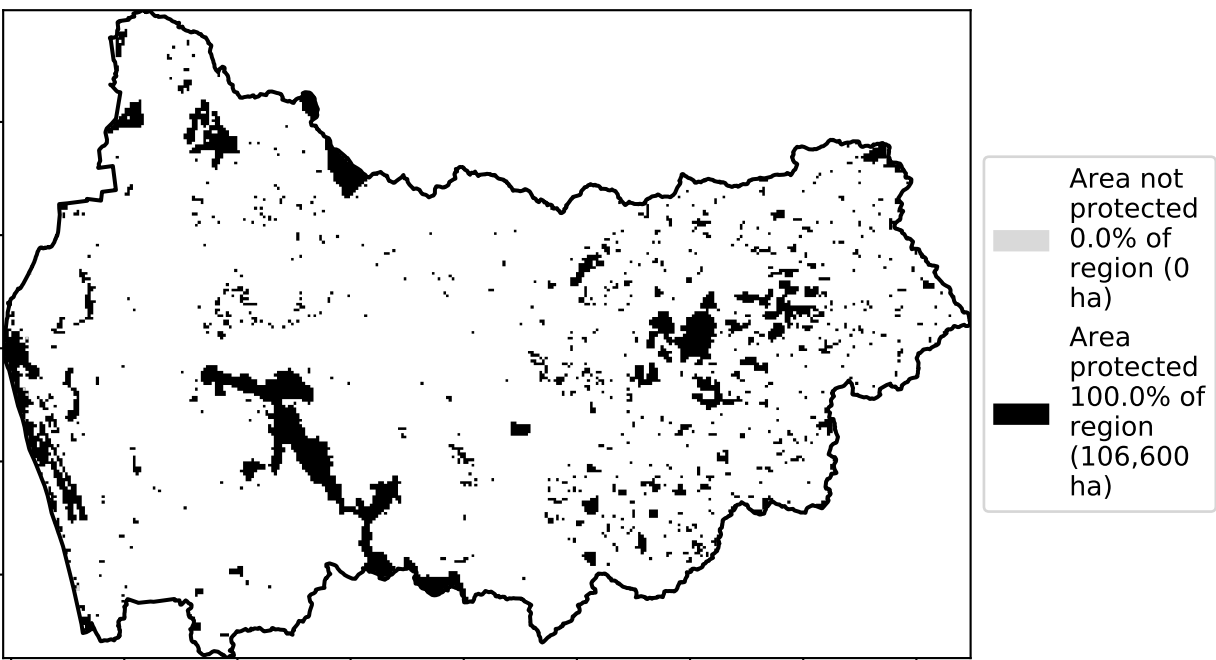 Area not
protected
0.0% of
region (0
ha)
Area
protected
100.0% of
region
(106,600
ha)